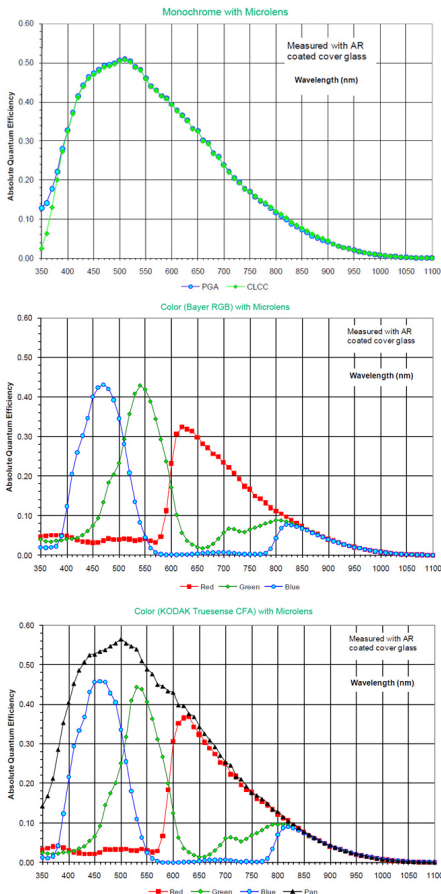 Monochrome with Microlens
Measured with AR
coated cover glass
Wavelength (nm)
Absolute Quantum Efficiency
0.60
0.50
0.40
0.30
0.20
0.10
0.00
350 400 450 500 550 600 650 700 750 800 850 900 950 1000 1050 1100
PGA CLCC
Color (Bayer RGB) with Microlens
Measured with AR
coated cover glass
Wavelength (nm)
Absolute Quantum Efficiency
0.60
0.50
0.40
0.30
0.20
0.10
0.00
350 400 450 500 550 600 650 700 750 800 850 900 950 1000 1050 1100
Red Green Blue
Color (KODAK Truesense CFA) with Microlens
Measured with AR
coated cover glass
Wavelength (nm)
Absolute Quantum Efficiency
0.60
0.50
0.40
0.30
0.20
0.10
0.00
350 400 450 500 550 600 650 700 750 800 850 900 950 1000 1050 1100
Red Green Blue Pan